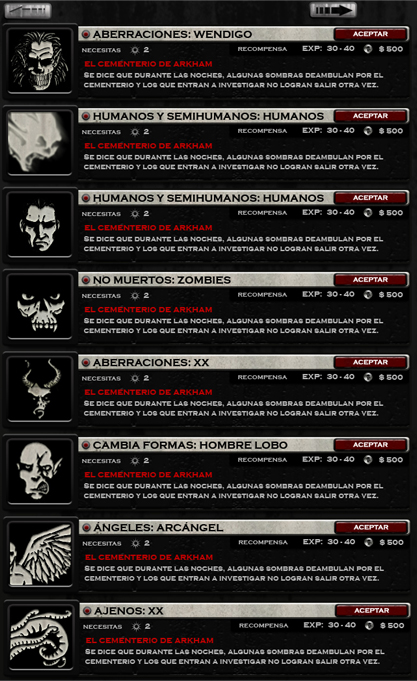 ABERRACIONES: WENDIGO
ACEPTAR
NECESITAS 2 RECOMPENSA EXP: 30-40 $ 500
EL CEMÉNTERIO DE ARKHAM
SE DICE QUE DURANTE LAS NOCHES, ALGUNAS SOMBRAS DEAMBULAN POR EL
CEMENTERIO Y LOS QUE ENTRAN A INVESTIGAR NO LOGRAN SALIR OTRA VEZ.
HUMANOS Y SEMIHUMANOS: HUMANOS
ACEPTAR
NECESITAS 2 RECOMPENSA EXP: 30-40 $ 500
EL CEMÉNTERIO DE ARKHAM
SE DICE QUE DURANTE LAS NOCHES, ALGUNAS SOMBRAS DEAMBULAN POR EL
CEMENTERIO Y LOS QUE ENTRAN A INVESTIGAR NO LOGRAN SALIR OTRA VEZ.
HUMANOS Y SEMIHUMANOS: HUMANOS
ACEPTAR
NECESITAS 2 RECOMPENSA EXP: 30-40 $ 500
EL CEMÉNTERIO DE ARKHAM
SE DICE QUE DURANTE LAS NOCHES, ALGUNAS SOMBRAS DEAMBULAN POR EL
CEMENTERIO Y LOS QUE ENTRAN A INVESTIGAR NO LOGRAN SALIR OTRA VEZ.
NO MUERTOS: ZOMBIES
ACEPTAR
NECESITAS 2 RECOMPENSA EXP: 30-40 $ 500
EL CEMÉNTERIO DE ARKHAM
SE DICE QUE DURANTE LAS NOCHES, ALGUNAS SOMBRAS DEAMBULAN POR EL
CEMENTERIO Y LOS QUE ENTRAN A INVESTIGAR NO LOGRAN SALIR OTRA VEZ.
ABERRACIONES: XX
ACEPTAR
NECESITAS 2 RECOMPENSA EXP: 30-40 $ 500
EL CEMÉNTERIO DE ARKHAM
SE DICE QUE DURANTE LAS NOCHES, ALGUNAS SOMBRAS DEAMBULAN POR EL
CEMENTERIO Y LOS QUE ENTRAN A INVESTIGAR NO LOGRAN SALIR OTRA VEZ.
CAMBIA FORMAS: HOMBRE LOBO
ACEPTAR
NECESITAS 2 RECOMPENSA EXP: 30-40 $ 500
EL CEMÉNTERIO DE ARKHAM
SE DICE QUE DURANTE LAS NOCHES, ALGUNAS SOMBRAS DEAMBULAN POR EL
CEMENTERIO Y LOS QUE ENTRAN A INVESTIGAR NO LOGRAN SALIR OTRA VEZ.
ÁNGELES: ARCÁNGEL
ACEPTAR
NECESITAS 2 RECOMPENSA EXP: 30-40 $ 500
EL CEMÉNTERIO DE ARKHAM
SE DICE QUE DURANTE LAS NOCHES, ALGUNAS SOMBRAS DEAMBULAN POR EL
CEMENTERIO Y LOS QUE ENTRAN A INVESTIGAR NO LOGRAN SALIR OTRA VEZ.
AJENOS: XX
ACEPTAR
NECESITAS 2 RECOMPENSA EXP: 30-40 $ 500
EL CEMÉNTERIO DE ARKHAM
SE DICE QUE DURANTE LAS NOCHES, ALGUNAS SOMBRAS DEAMBULAN POR EL
CEMENTERIO Y LOS QUE ENTRAN A INVESTIGAR NO LOGRAN SALIR OTRA VEZ.